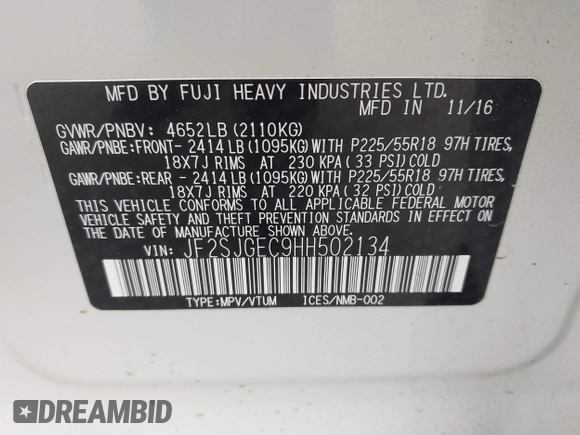 MFD BY FUJI HEAVY INDUSTRIES LTD.
MFD IN 11/16
GVWR/PNBV: 4652LB (2110KG)
GAWR/PNBE:FRONT- 2414 LB (1095KG) WITH P225/55R18 97H TIRES,
18X7J RIMS AT 230 KPA (33 PSI) COLD
GAWR/PNBE:REAR - 2414 LB (1095KG) WITH P225/55R18 97H TIRES,
18X7J RIMS AT 220 KPA (32 PSI) COLD
THIS VEHICLE CONFORMS TO ALL APPLICABLE FEDERAL MOTOR
VEHICLE SAFETY AND THEFT PREVENTION STANDARDS IN
EFFECT ON THE DATE OF MANUFACTURE SHOWN ABOVE.
VIN: JF2SJGEC9HH502134
TYPE:MPV/VTUM ICES/NMB-002
DREAMBID